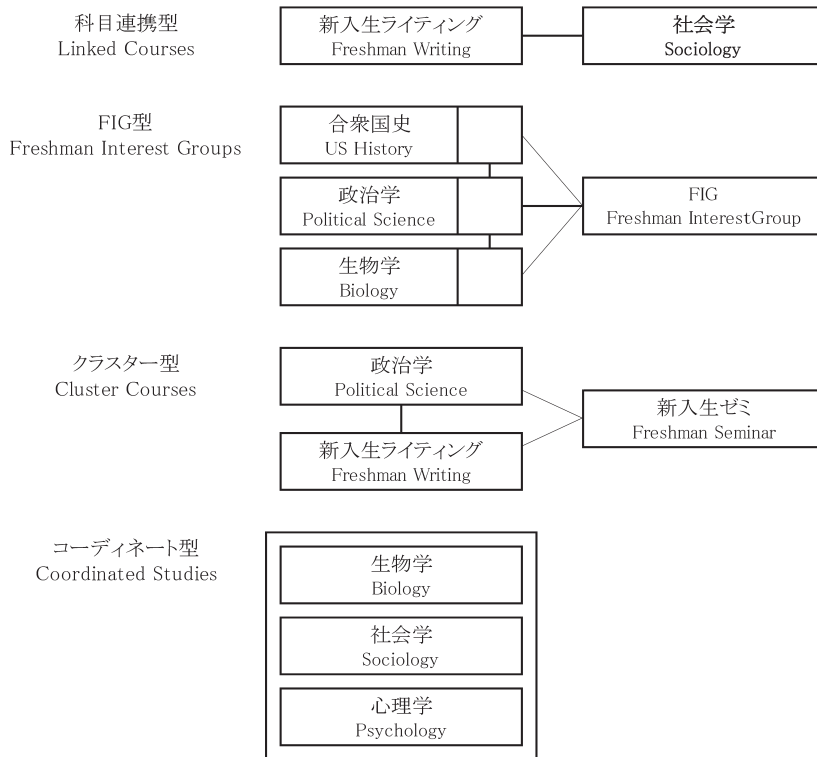 科目連携型
Linked Courses
新入生ライティング
Freshman Writing
社会学
Sociology
FIG型
Freshman Interest Groups
合衆国史
US History
政治学
Political Science
生物学
Biology
FIG
Freshman InterestGroup
クラスター型
Cluster Courses
政治学
Political Science
新入生ライティング
Freshman Writing
新入生ゼミ
Freshman Seminar
コーディネート型
Coordinated Studies
生物学
Biology
社会学
Sociology
心理学
Psychology